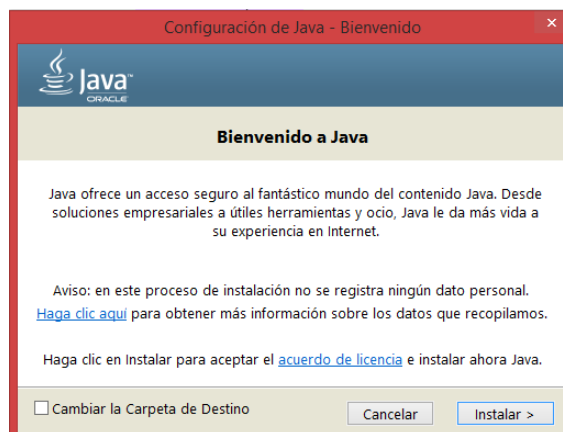 Configuración de Java - Bienvenido
×
Java™
ORACLE
Bienvenido a Java
Java ofrece un acceso seguro al fantástico mundo del contenido Java. Desde
soluciones empresariales a útiles herramientas y ocio, Java le da más vida a
su experiencia en Internet.
Aviso: en este proceso de instalación no se registra ningún dato personal.
Haga clic aquí para obtener más información sobre los datos que recopilamos.
Haga clic en Instalar para aceptar el acuerdo de licencia e instalar ahora Java.
Cambiar la Carpeta de Destino
Cancelar
Instalar >